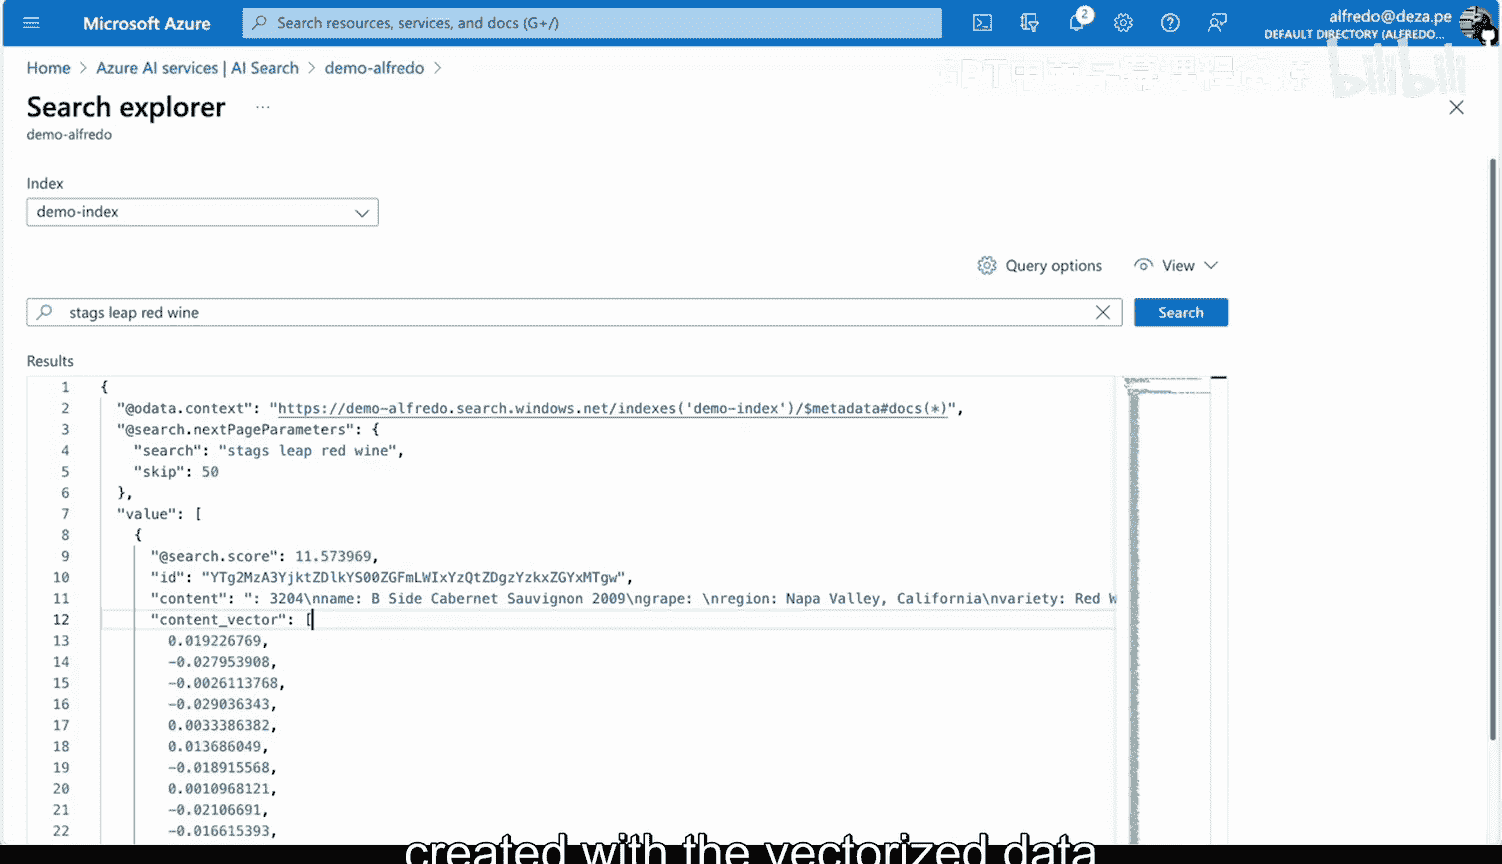 Microsoft Azure
Search resources, services, and docs (G+/)
2
alfredo@deza.pe
DEFAULT DIRECTORY (ALFREDO...
Home > Azure AI services | AI Search > demo-alfredo >
bilibili
Search explorer ...
demo-alfredo
Index
demo-index
Query options
View
stags leap red wine
Search
Results
1 {
2 "@odata.context": "https://demo-alfredo.search.windows.net/indexes('demo-index')/$metadata#docs(*)",
3 "@search.nextPageParameters": {
4 "search": "stags leap red wine",
5 "skip": 50
6 },
7 "value": [
8 {
9 "@search.score": 11.573969,
10 "id": "YTg2MzA3YjktZDlkYS00ZGFmLWIxYzQtZDgzYzkxZGYxMTgw",
11 "content": ": 3204\nname: B Side Cabernet Sauvignon 2009\ngrape: \nregion: Napa Valley, California\nvariety: Red W
12 "content_vector": [
13 0.019226769,
14 -0.027953908,
15 -0.0026113768,
16 -0.029036343,
17 0.0033386382,
18 0.013686049,
19 -0.018915568,
20 0.0010968121,
21 -0.02106691,
22 -0.016615393,
created with the vectorized data